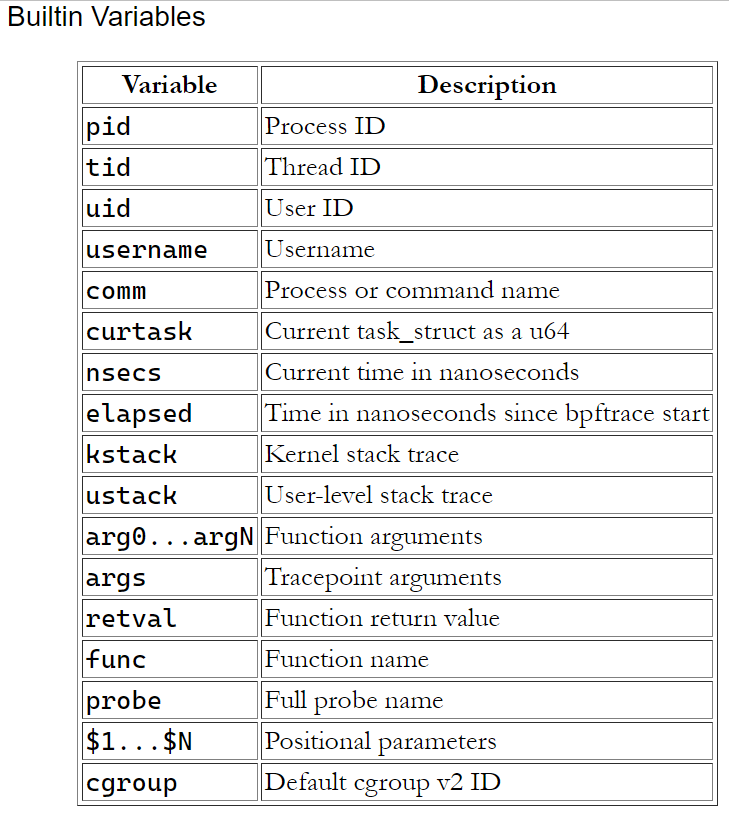 Builtin Variables
Variable Description
pid Process ID
tid Thread ID
uid User ID
username Username
comm Process or command name
curtask Current task_struct as a u64
nsecs Current time in nanoseconds
elapsed Time in nanoseconds since bpftrace start
kstack Kernel stack trace
ustack User-level stack trace
arg0...argN Function arguments
args Tracepoint arguments
retval Function return value
func Function name
probe Full probe name
$1...$N Positional parameters
cgroup Default cgroup v2 ID